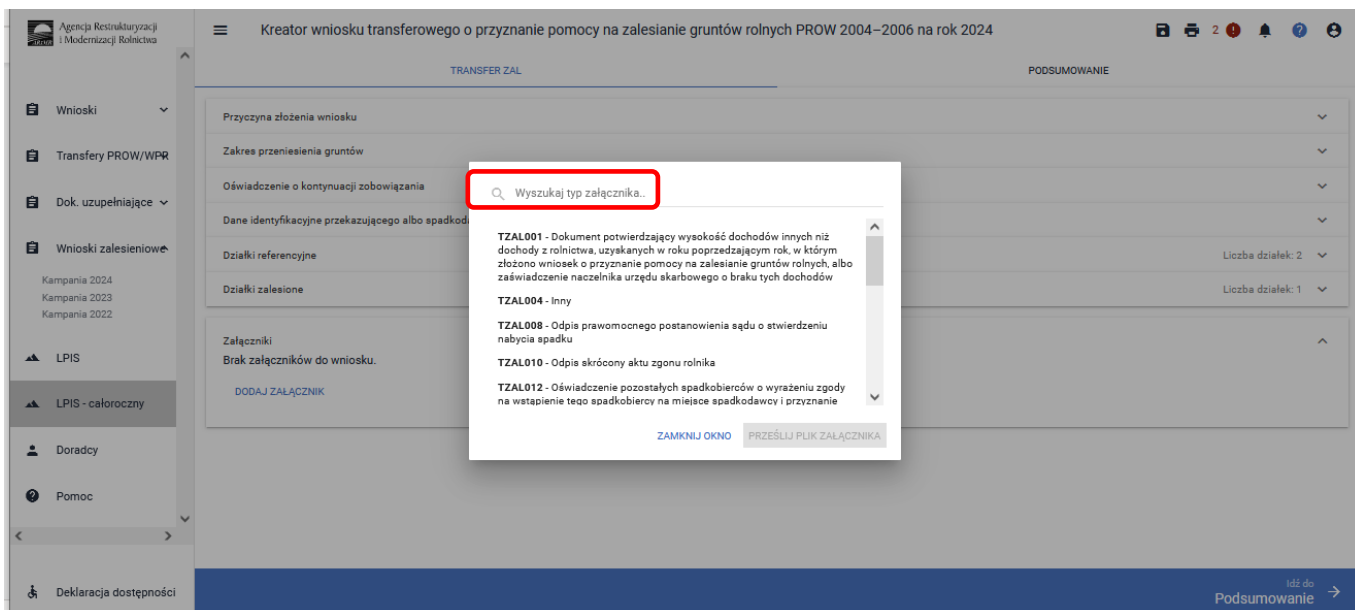 Agencja Restrukturyzacji
i Modernizacji Rolnictwa
Kreator wniosku transferowego o przyznanie pomocy na zalesianie gruntów rolnych PROW 2004–2006 na rok 2024
2
TRANSFER ZAL
PODSUMOWANIE
Wnioski
Transfery PROW/WPR
Dok. uzupełniające
Wnioski zalesieniowe
Kampania 2024
Kampania 2023
Kampania 2022
LPIS
LPIS - całoroczny
Doradcy
Pomoc
Deklaracja dostępności
Przyczyna złożenia wniosku
Zakres przeniesienia gruntów
Oświadczenie o kontynuacji zobowiązania
Dane identyfikacyjne przekazującego albo spadkod
Działki referencyjne
Liczba działek: 2
Działki zalesione
Liczba działek: 1
Załączniki
Brak załączników do wniosku.
DODAJ ZAŁĄCZNIK
Wyszukaj typ załącznika..
TZAL001 - Dokument potwierdzający wysokość dochodów innych niż
dochody z rolnictwa, uzyskanych w roku poprzedzającym rok, w którym
złożono wniosek o przyznanie pomocy na zalesianie gruntów rolnych, albo
zaświadczenie naczelnika urzędu skarbowego o braku tych dochodów
TZAL004 - Inny
TZAL008 - Odpis prawomocnego postanowienia sądu o stwierdzeniu
nabycia spadku
TZAL010 - Odpis skrócony aktu zgonu rolnika
TZAL012 - Oświadczenie pozostałych spadkobierców o wyrażeniu zgody
na wstąpienie tego spadkobiercy na miejsce spadkodawcy i przyznanie
ZAMKNIJ OKNO
PRZEŚLIJ PLIK ZAŁĄCZNIKA
Idź do
Podsumowanie